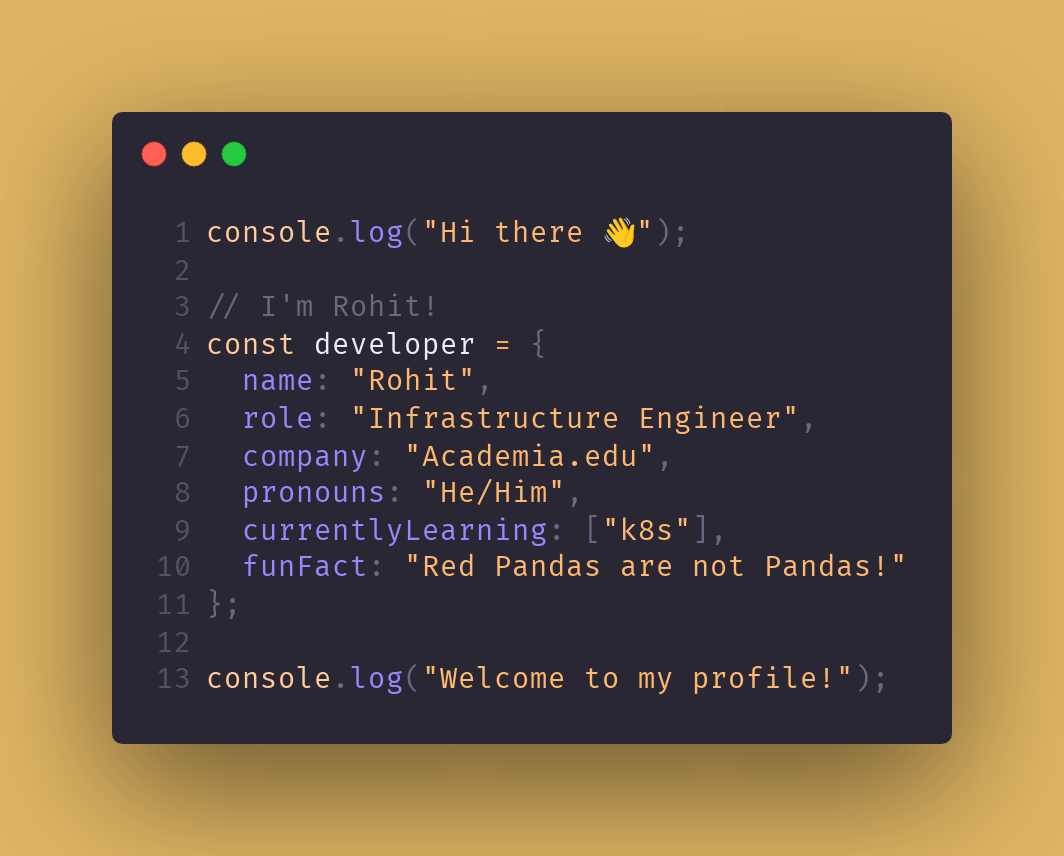 1 console.log("Hi there 👋");
2
3 // I'm Rohit!
4 const developer = {
5   name: "Rohit",
6   role: "Infrastructure Engineer",
7   company: "Academia.edu",
8   pronouns: "He/Him",
9   currentlyLearning: ["k8s"],
10   funFact: "Red Pandas are not Pandas!"
11 };
12
13 console.log("Welcome to my profile!");